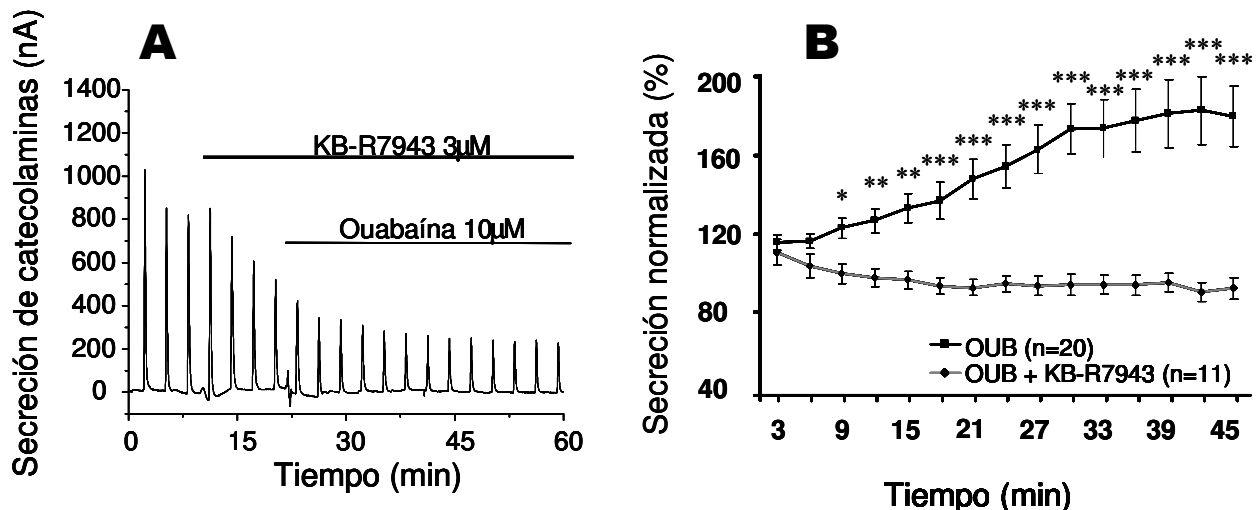 A
Secreción de catecolaminas (nA)
1400
1200
1000
800
600
400
200
0
KB-R7943 3µM
Ouabaína 10µM
0 15 30 45 60
Tiempo (min)
B
Secreción normalizada (%)
200
160
120
80
40
* ** ** *** *** *** *** *** *** *** *** *** ***
OUB (n=20)
OUB + KB-R7943 (n=11)
3 9 15 21 27 33 39 45
Tiempo (min)